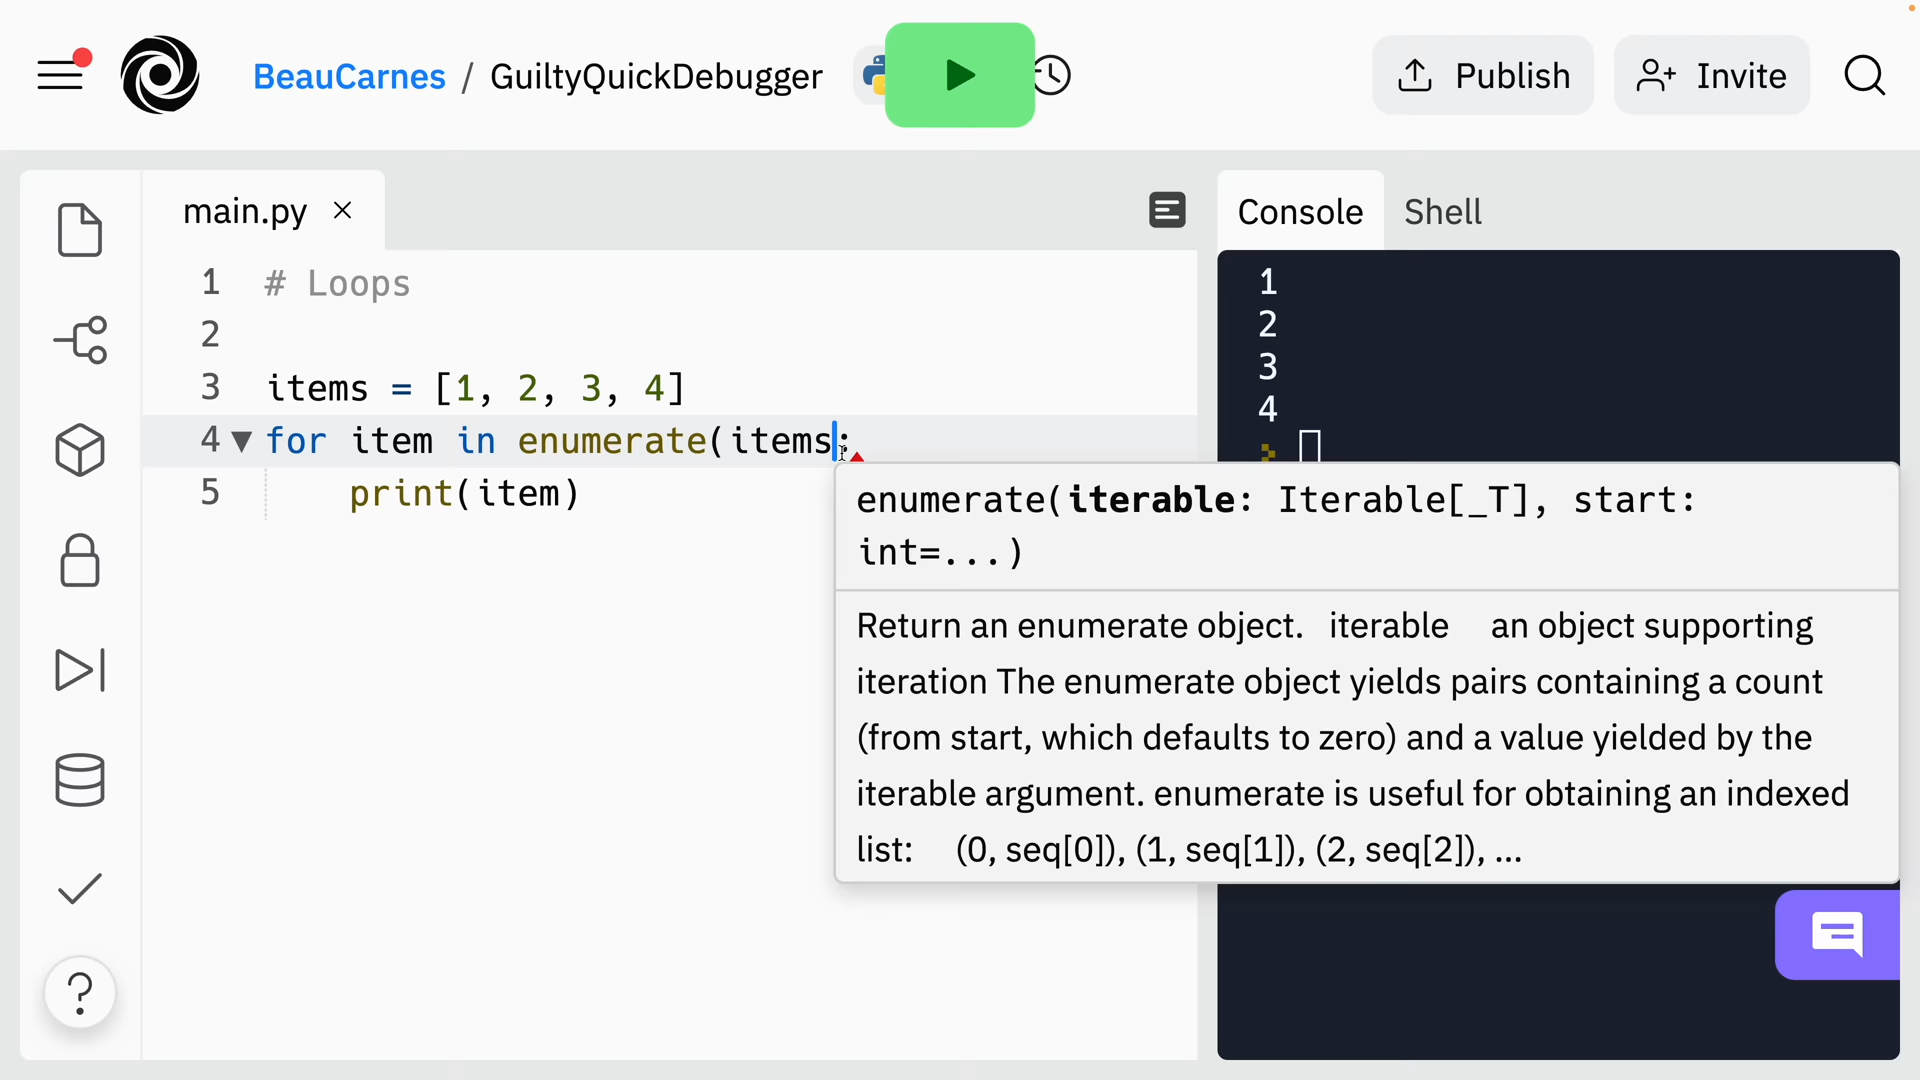 BeauCarnes / GuiltyQuickDebugger
Publish
Invite
main.py
Console
Shell
1 # Loops
2
3 items = [1, 2, 3, 4]
4 for item in enumerate(items:
5 print(item)
1
2
3
4
enumerate(iterable: Iterable[_T], start:
int=...)
Return an enumerate object. iterable an object supporting
iteration The enumerate object yields pairs containing a count
(from start, which defaults to zero) and a value yielded by the
iterable argument. enumerate is useful for obtaining an indexed
list: (0, seq[0]), (1, seq[1]), (2, seq[2]), ...
?